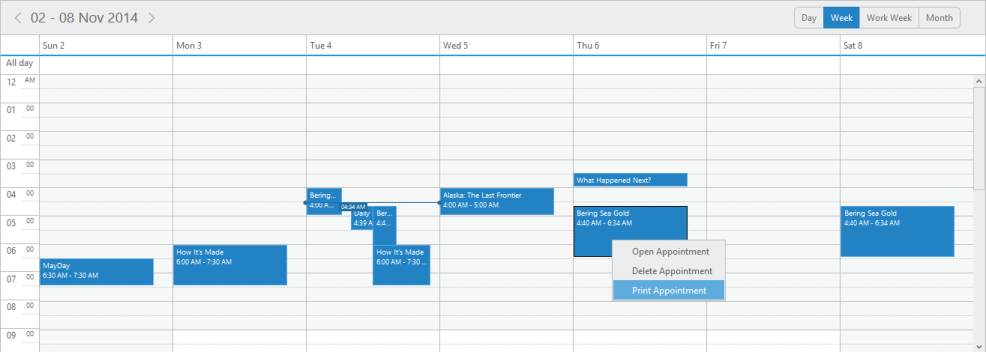 02 - 08 Nov 2014
Day Week Work Week Month
Sun 2 Mon 3 Tue 4 Wed 5 Thu 6 Fri 7 Sat 8
All day
12 AM
01 00
02 00
03 00
What Happened Next?
04 00
Bering...
4:00 A...
04:34 AM
Alaska: The Last Frontier
4:00 AM - 5:00 AM
Daily
4:39 A
Ber...
4:4...
Bering Sea Gold
4:40 AM - 6:34 AM
Bering Sea Gold
4:40 AM - 6:34 AM
05 00
06 00
How It's Made
6:00 AM - 7:30 AM
How It's Made
6:00 AM - 7:30 ...
Open Appointment
MayDay
6:30 AM - 7:30 AM
Delete Appointment
07 00
Print Appointment
08 00
09 00